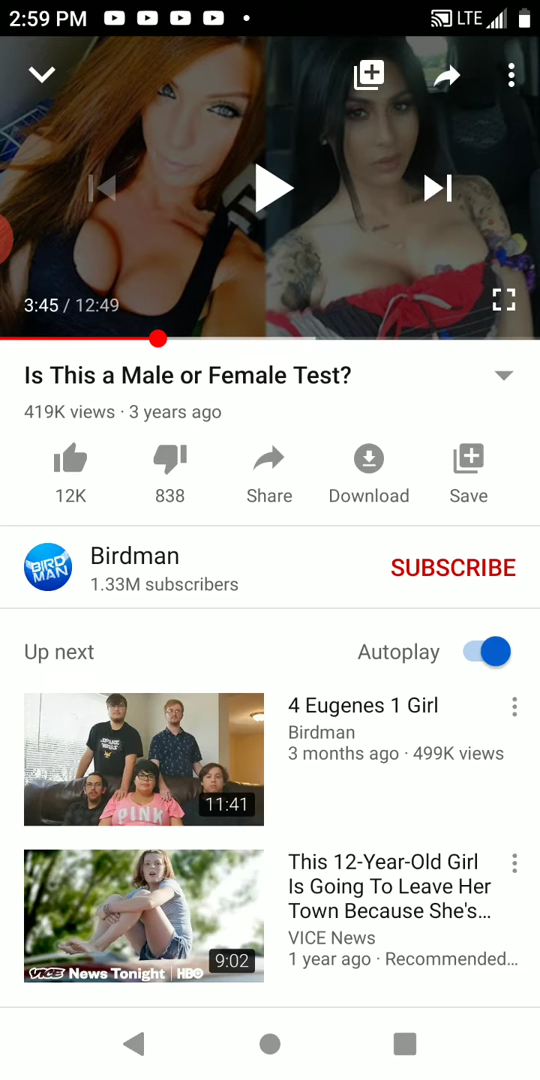 2:59 PM
LTE
3:45 / 12:49
Is This a Male or Female Test?
419K views · 3 years ago
12K
838
Share
Download
Save
BIRD
MAN
Birdman
1.33M subscribers
SUBSCRIBE
Up next
Autoplay
PINK
11:41
4 Eugenes 1 Girl
Birdman
3 months ago · 499K views
VICE News Tonight | HBO
9:02
This 12-Year-Old Girl
Is Going To Leave Her
Town Because She's...
VICE News
1 year ago · Recommended...